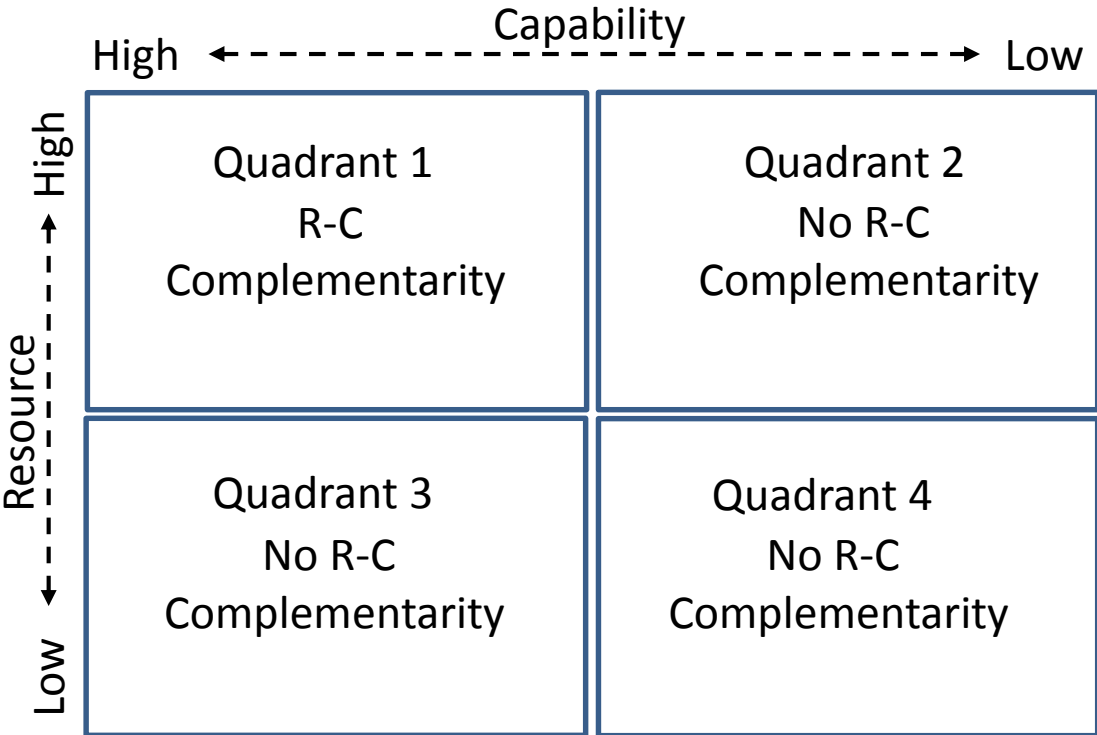 Capability
High
Low
High
Resource
Low
Quadrant 1
R-C
Complementarity
Quadrant 2
No R-C
Complementarity
Quadrant 3
No R-C
Complementarity
Quadrant 4
No R-C
Complementarity